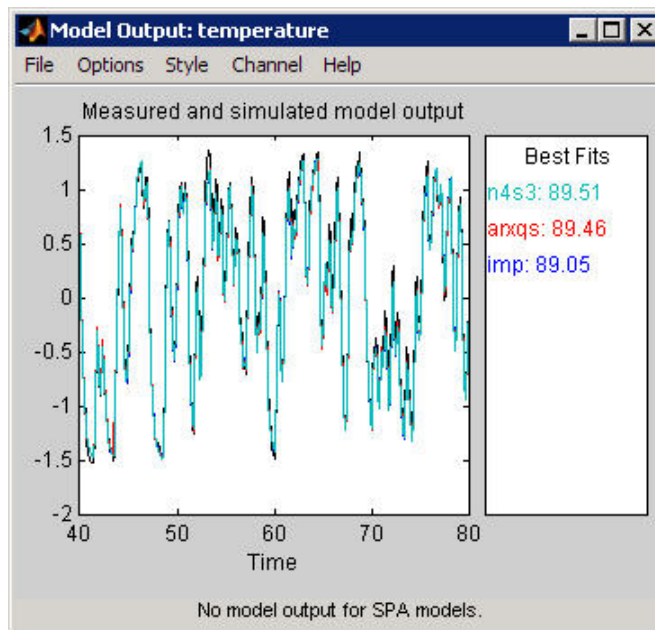 Model Output: temperature
File Options Style Channel Help
Measured and simulated model output
1.5
1
0.5
0
-0.5
-1
-1.5
-2
40 50 60 70 80
Time
Best Fits
n4s3: 89.51
arxqs: 89.46
imp: 89.05
No model output for SPA models.